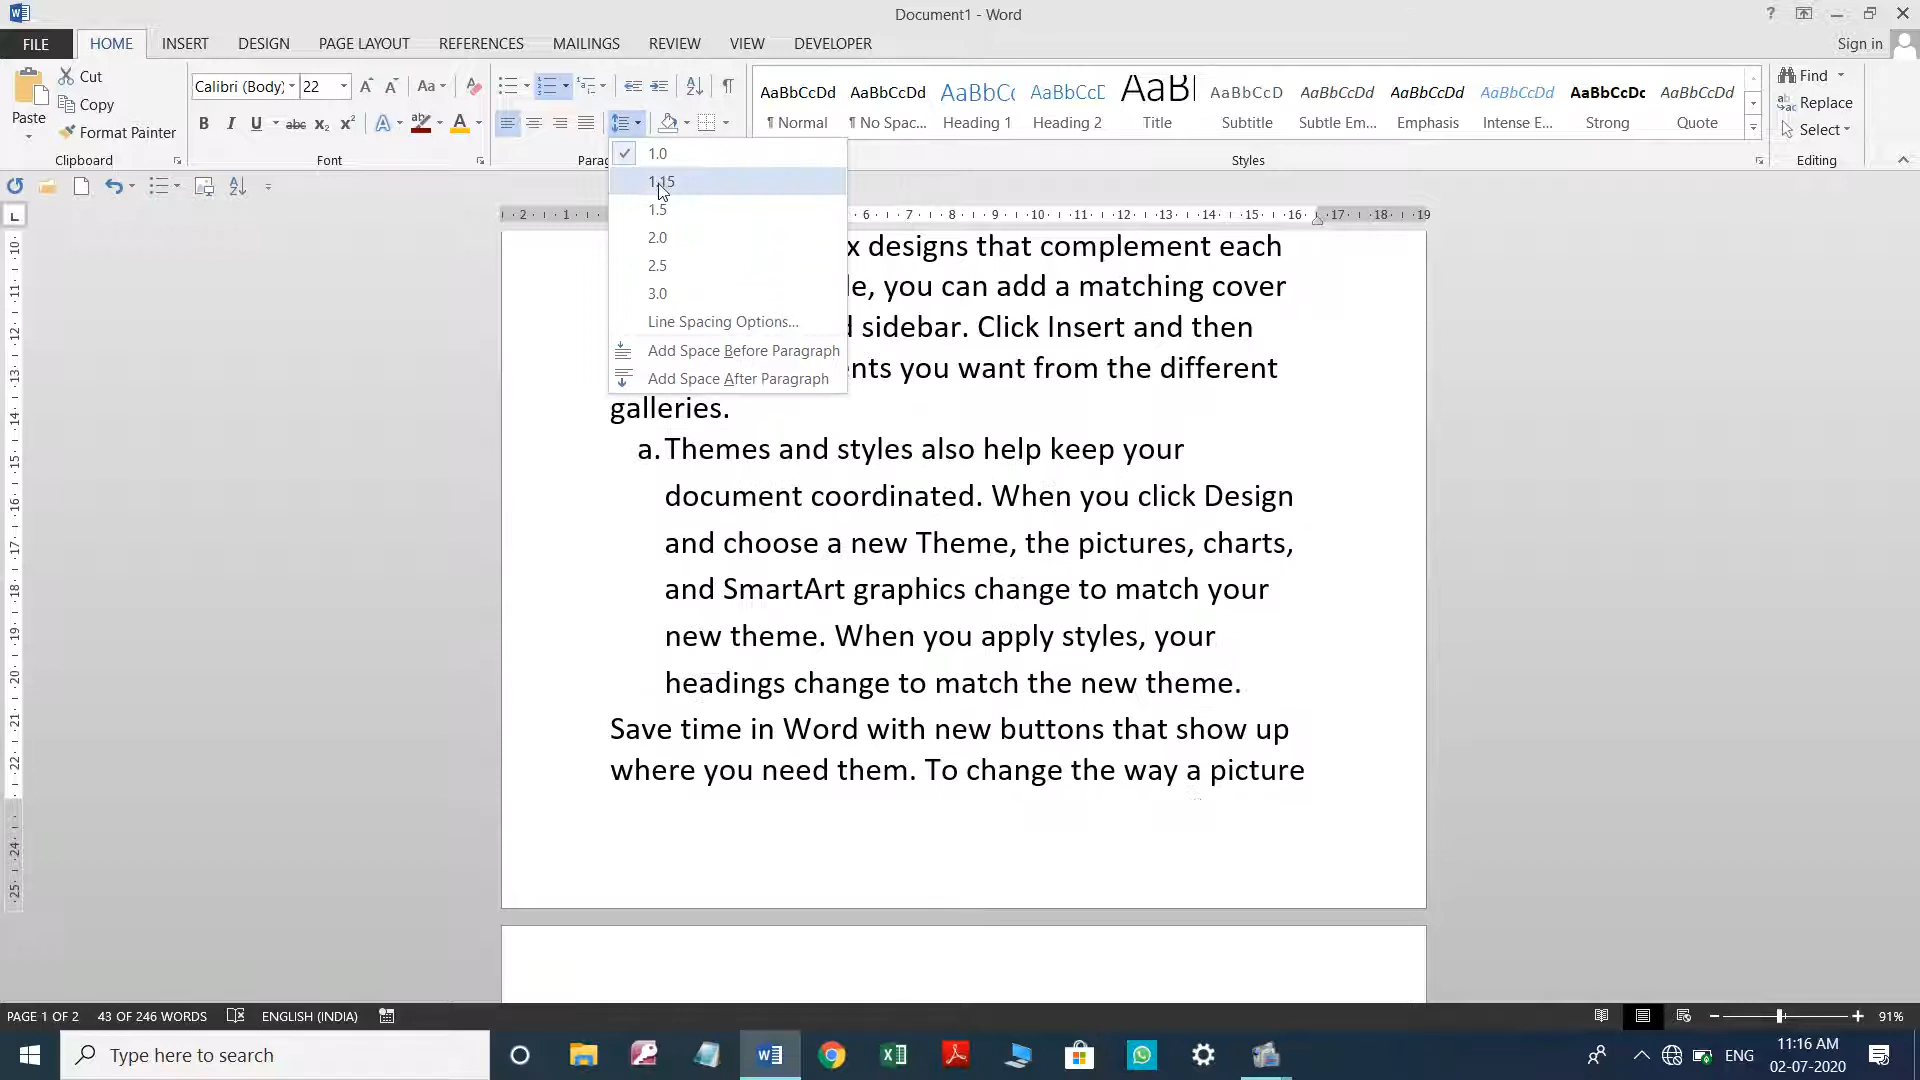 Document1 - Word
FILE HOME INSERT DESIGN PAGE LAYOUT REFERENCES MAILINGS REVIEW VIEW DEVELOPER Sign in
Paste
Cut
Copy
Format Painter
Clipboard
Calibri (Body) 22
Font
AaBbCcDd AaBbCcDd AaBbC AaBbCcD AaB AaBbCcD AaBbCcDd AaBbCcDd AaBbCcDd AaBbCcDc AaBbCcDd
¶ Normal ¶ No Spac... Heading 1 Heading 2 Title Subtitle Subtle Em... Emphasis Intense E... Strong Quote
Styles
Find
Replace
Select
Editing
1.0
1.15
1.5
2.0
2.5
3.0
Line Spacing Options...
Add Space Before Paragraph
Add Space After Paragraph
x designs that complement each
le, you can add a matching cover
sidebar. Click Insert and then
nts you want from the different
galleries.
a. Themes and styles also help keep your
document coordinated. When you click Design
and choose a new Theme, the pictures, charts,
and SmartArt graphics change to match your
new theme. When you apply styles, your
headings change to match the new theme.
Save time in Word with new buttons that show up
where you need them. To change the way a picture
PAGE 1 OF 2 43 OF 246 WORDS ENGLISH (INDIA) 91%
Type here to search
ENG
11:16 AM
02-07-2020